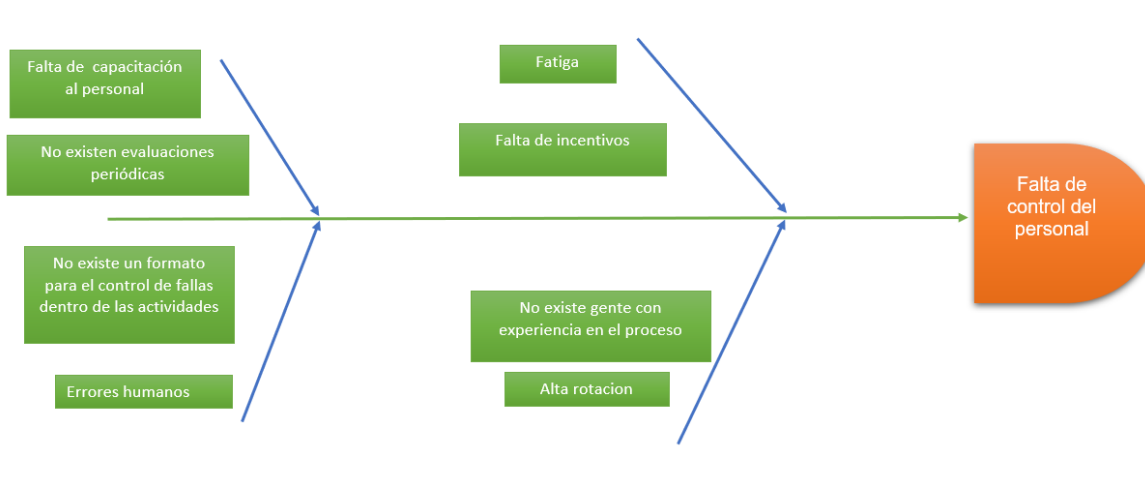 Falta de capacitación
al personal
No existen evaluaciones
periódicas
No existe un formato
para el control de fallas
dentro de las actividades
Errores humanos
Fatiga
Falta de incentivos
No existe gente con
experiencia en el proceso
Alta rotacion
Falta de
control del
personal